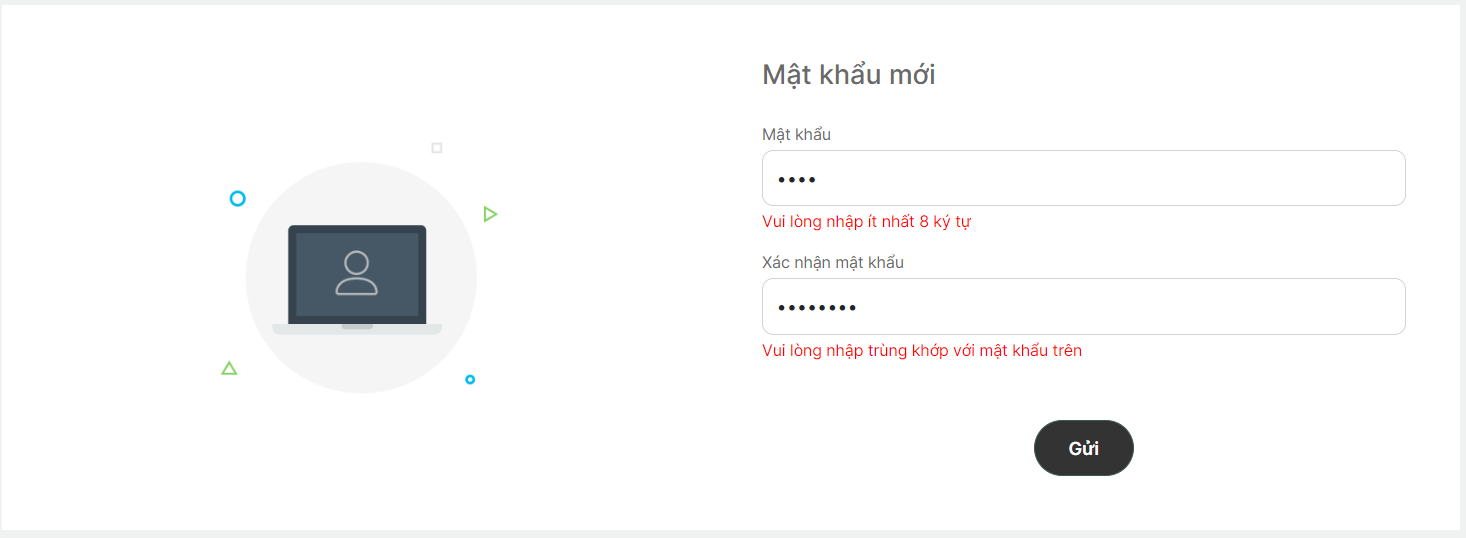 Mật khẩu mới
Mật khẩu
••••
Vui lòng nhập ít nhất 8 ký tự
Xác nhận mật khẩu
••••••••
Vui lòng nhập trùng khớp với mật khẩu trên
Gửi